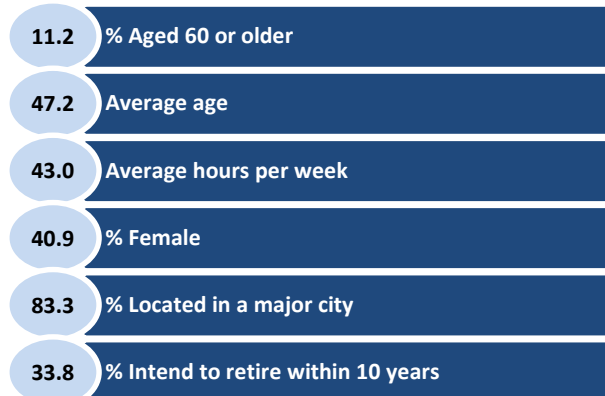 11.2 % Aged 60 or older
47.2 Average age
43.0 Average hours per week
40.9 % Female
83.3 % Located in a major city
33.8 % Intend to retire within 10 years